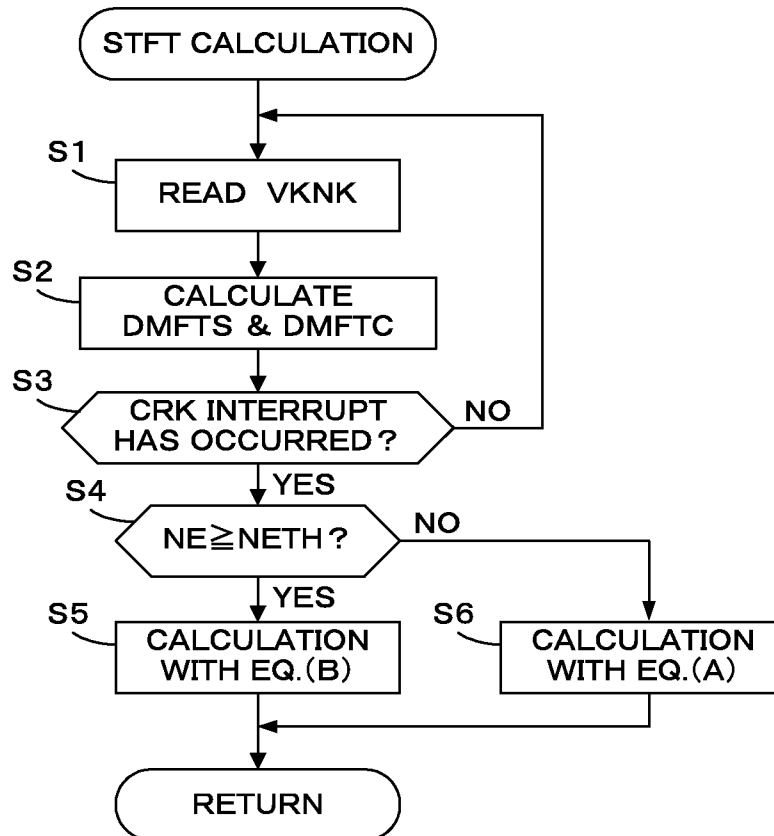 STFT CALCULATION
S1
READ VKNK
S2
CALCULATE
DMFTS & DMFTC
S3
CRK INTERRUPT
HAS OCCURRED?
NO
YES
S4
NE≧NETH?
NO
YES
S5
CALCULATION
WITH EQ.(B)
S6
CALCULATION
WITH EQ.(A)
RETURN